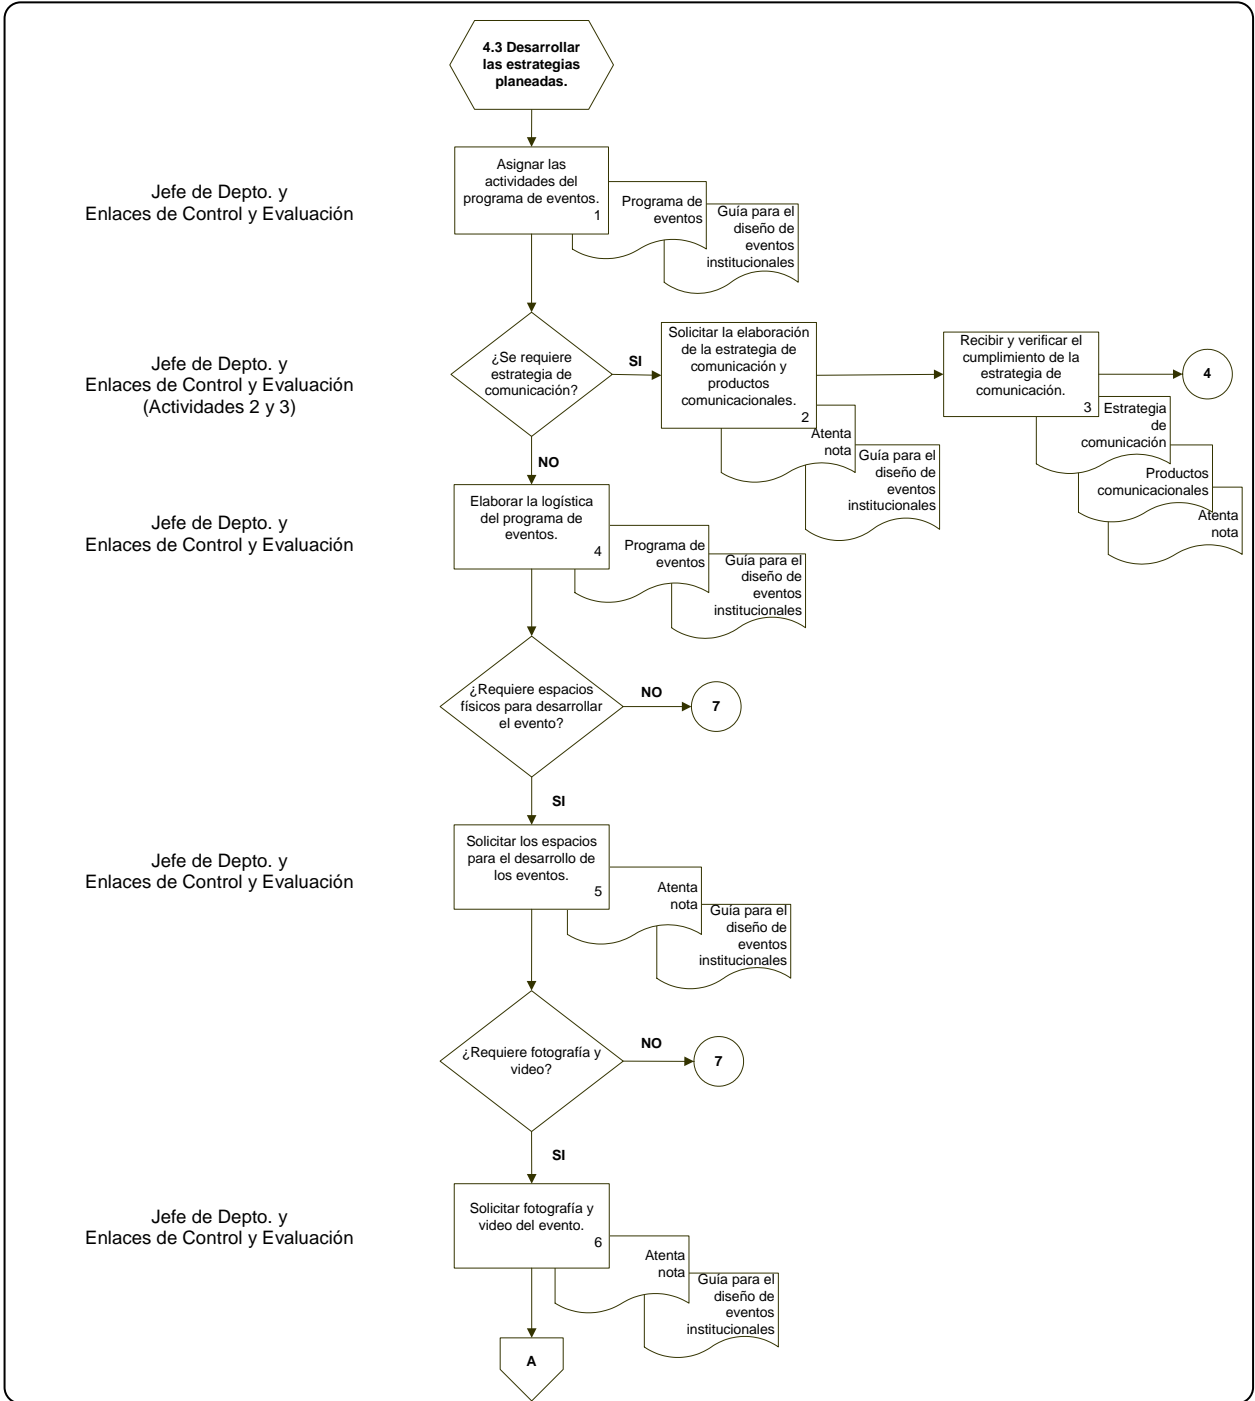 4.3 Desarrollar
las estrategias
planeadas.
Jefe de Depto. y
Enlaces de Control y Evaluación
Asignar las
actividades del
programa de eventos.
1
Programa de
eventos
Guía para el
diseño de
eventos
institucionales
Jefe de Depto. y
Enlaces de Control y Evaluación
(Actividades 2 y 3)
¿Se requiere
estrategia de
comunicación?
SI
Solicitar la elaboración
de la estrategia de
comunicación y
productos
comunicacionales.
2
Atenta
nota
Guía para el
diseño de
eventos
institucionales
Recibir y verificar el
cumplimiento de la
estrategia de
comunicación.
3
Estrategia
de
comunicación
Productos
comunicacionales
Atenta
nota
4
NO
Jefe de Depto. y
Enlaces de Control y Evaluación
Elaborar la logística
del programa de
eventos.
4
Programa de
eventos
Guía para el
diseño de
eventos
institucionales
¿Requiere espacios
físicos para desarrollar
el evento?
NO
7
SI
Jefe de Depto. y
Enlaces de Control y Evaluación
Solicitar los espacios
para el desarrollo de
los eventos.
5
Atenta
nota
Guía para el
diseño de
eventos
institucionales
¿Requiere fotografía y
video?
NO
7
SI
Jefe de Depto. y
Enlaces de Control y Evaluación
Solicitar fotografía y
video del evento.
6
Atenta
nota
Guía para el
diseño de
eventos
institucionales
A